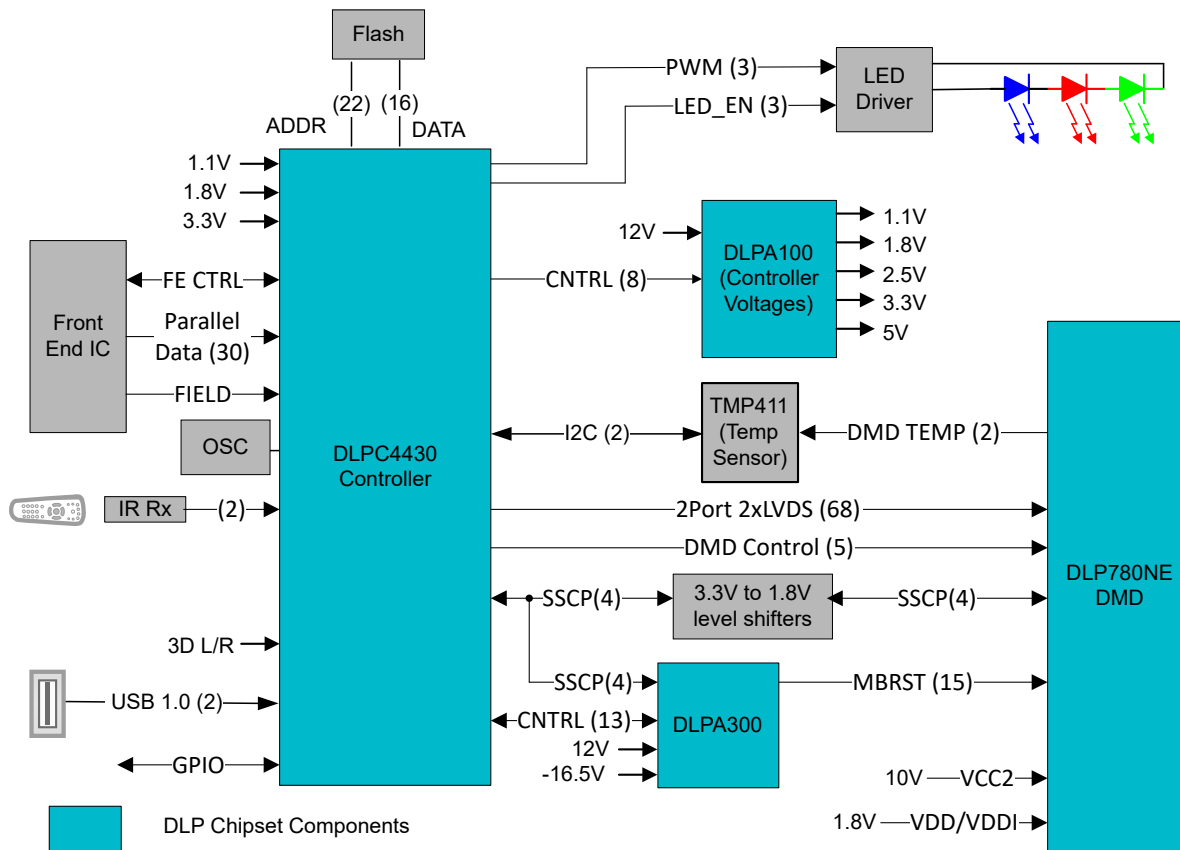 Flash
(22)
(16)
ADDR
DATA
PWM (3)
LED_EN (3)
LED
Driver
1.1V
1.8V
3.3V
12V
DLPA100
(Controller
Voltages)
1.1V
1.8V
2.5V
3.3V
5V
CNTRL (8)
Front
End IC
FE CTRL
Parallel
Data (30)
FIELD
OSC
DLPC4430
Controller
I2C (2)
TMP411
(Temp
Sensor)
DMD TEMP (2)
IR Rx
(2)
2Port 2xLVDS (68)
DMD Control (5)
SSCP(4)
3.3V to 1.8V
level shifters
SSCP(4)
DLP780NE
DMD
3D L/R
SSCP(4)
DLPA300
MBRST (15)
USB 1.0 (2)
CNTRL (13)
12V
-16.5V
GPIO
10V
VCC2
1.8V
VDD/VDDI
DLP Chipset Components